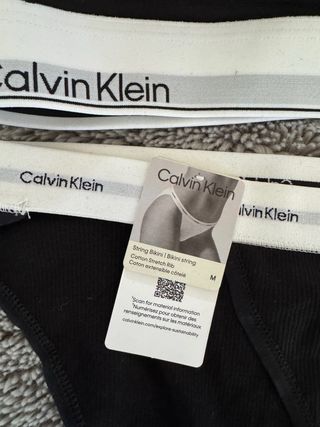 Calvin Klein
Calvin Klein
Calvin Klein
Calvin Klein
String Bikini | Bikini string
Cotton Stretch Rib
Coton extensible côtelé
M
*Scan for material information
*Numérisez pour obtenir des
renseignements sur les matériaux
calvinklein.com/explore-sustainability